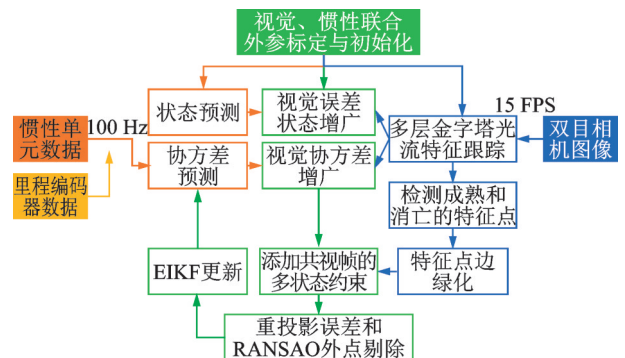 视觉、惯性联合
外参标定与初始化
状态预测
视觉误差
状态增广
15 FPS
惯性单
元数据
100 Hz
多层金字塔光
流特征跟踪
双目相
机图像
协方差
预测
视觉协方差
增广
里程编码
器数据
检测成熟和
消亡的特征点
EIKF更新
添加共视帧的
多状态约束
特征点边
绿化
重投影误差和
RANSAO外点剔除